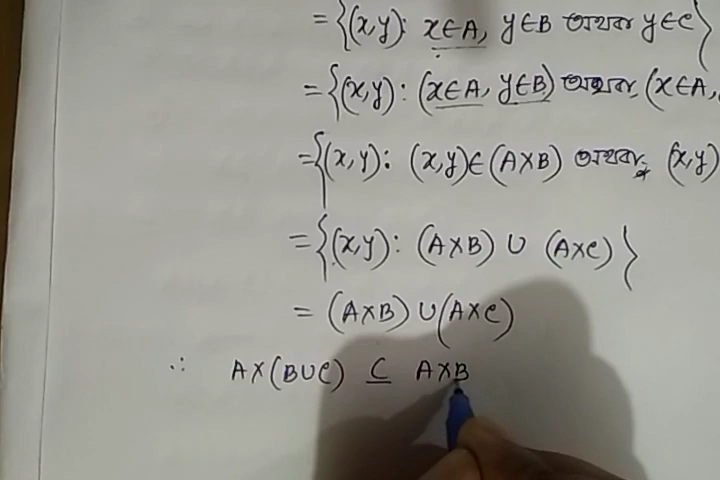 = {(x,y): x∈A, y∈B অথবা y∈C}
= {(x,y): (x∈A, y∈B) অথবা, (x∈A,
= {(x,y): (x,y)∈(A×B) অথবা, (x,y)
= {(x,y): (A×B) ∪ (A×C)}
= (A×B) ∪ (A×C)
∴ A×(B∪C) ⊆ A×B